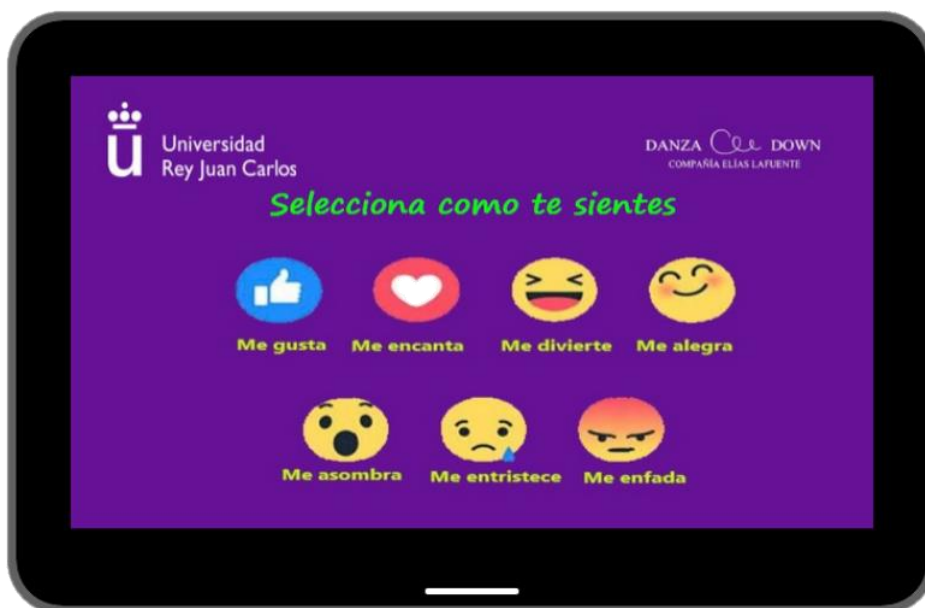 Universidad
Rey Juan Carlos
DANZA DOWN
COMPAÑÍA ELÍAS LAFUENTE
Selecciona como te sientes
Me gusta Me encanta Me divierte Me alegra
Me asombra Me entristece Me enfada